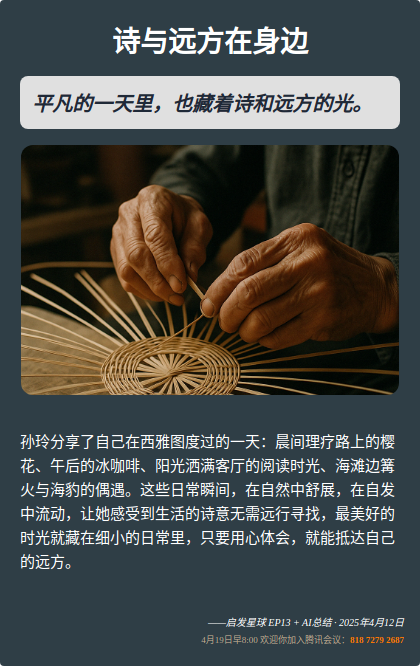 诗与远方在身边
平凡的一天里，也藏着诗和远方的光。
孙玲分享了自己在西雅图度过的一天：晨间理疗路上的樱
花、午后的冰咖啡、阳光洒满客厅的阅读时光、海滩边篝
火与海豹的偶遇。这些日常瞬间，在自然中舒展，在自发
中流动，让她感受到生活的诗意无需远行寻找，最美好的
时光就藏在细小的日常里，只要用心体会，就能抵达自己
的远方。
——启发星球 EP13 + AI总结 · 2025年4月12日
4月19日早8:00 欢迎你加入腾讯会议：818 7279 2687